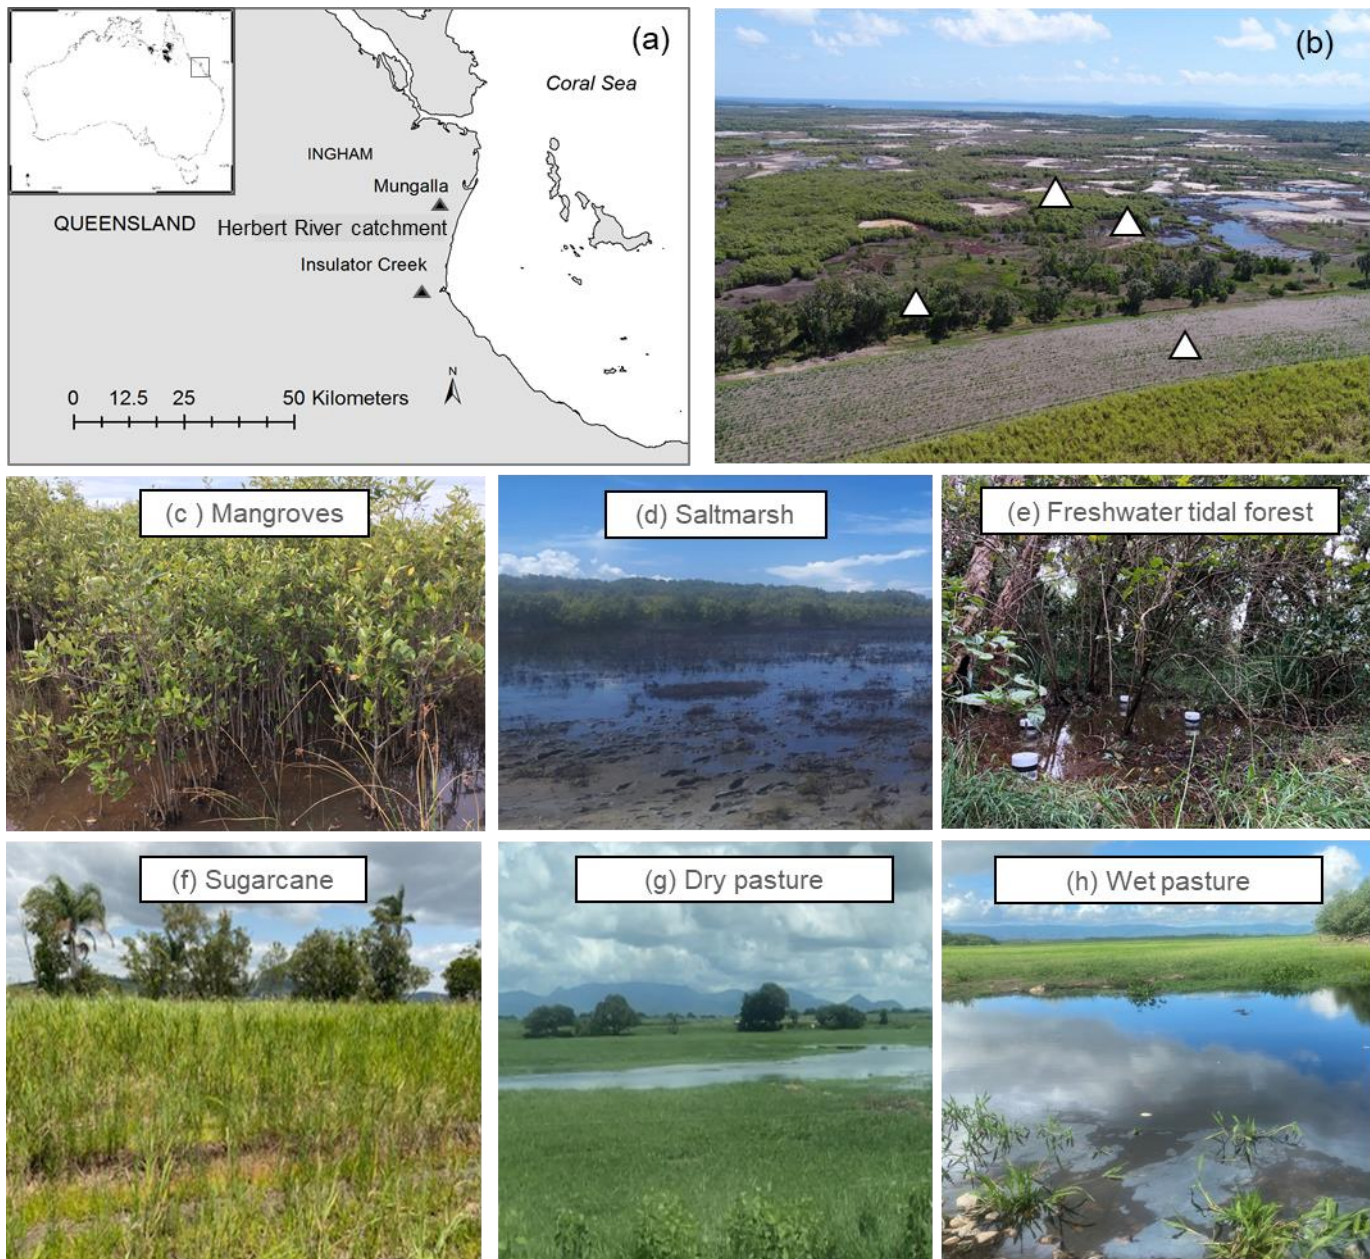 (a)
Coral Sea
INGHAM
Mungalla
QUEENSLAND
Herbert River catchment
Insulator Creek
N
0 12.5 25 50 Kilometers
(b)
(c ) Mangroves
(d) Saltmarsh
(e) Freshwater tidal forest
(f) Sugarcane
(g) Dry pasture
(h) Wet pasture